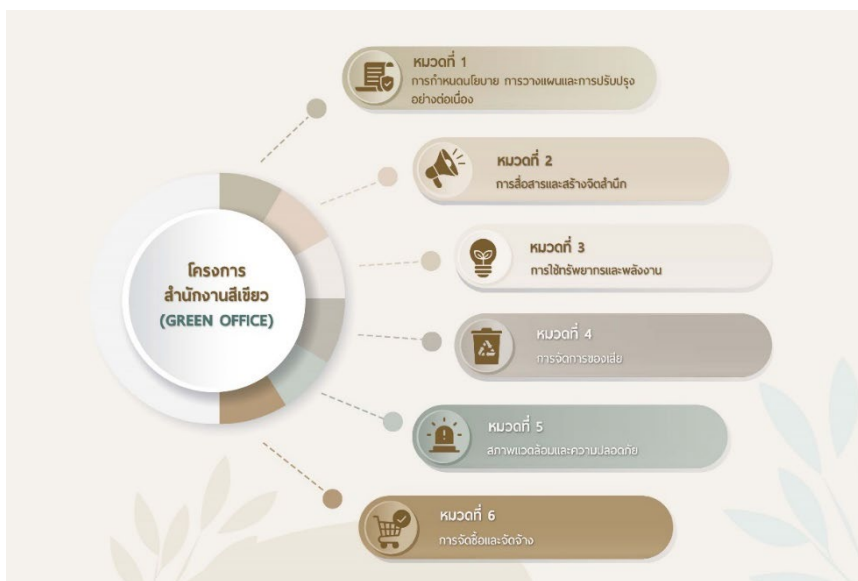 หมวดที่ 1
การกำหนดนโยบาย การวางแผนและการปรับปรุง
อย่างต่อเนื่อง
หมวดที่ 2
การสื่อสารและสร้างจิตสำนึก
หมวดที่ 3
การใช้ทรัพยากรและพลังงาน
โครงการ
สำนักงานสีเขียว
(GREEN OFFICE)
หมวดที่ 4
การจัดการของเสีย
หมวดที่ 5
สภาพแวดล้อมและความปลอดภัย
หมวดที่ 6
การจัดซื้อและจัดจ้าง